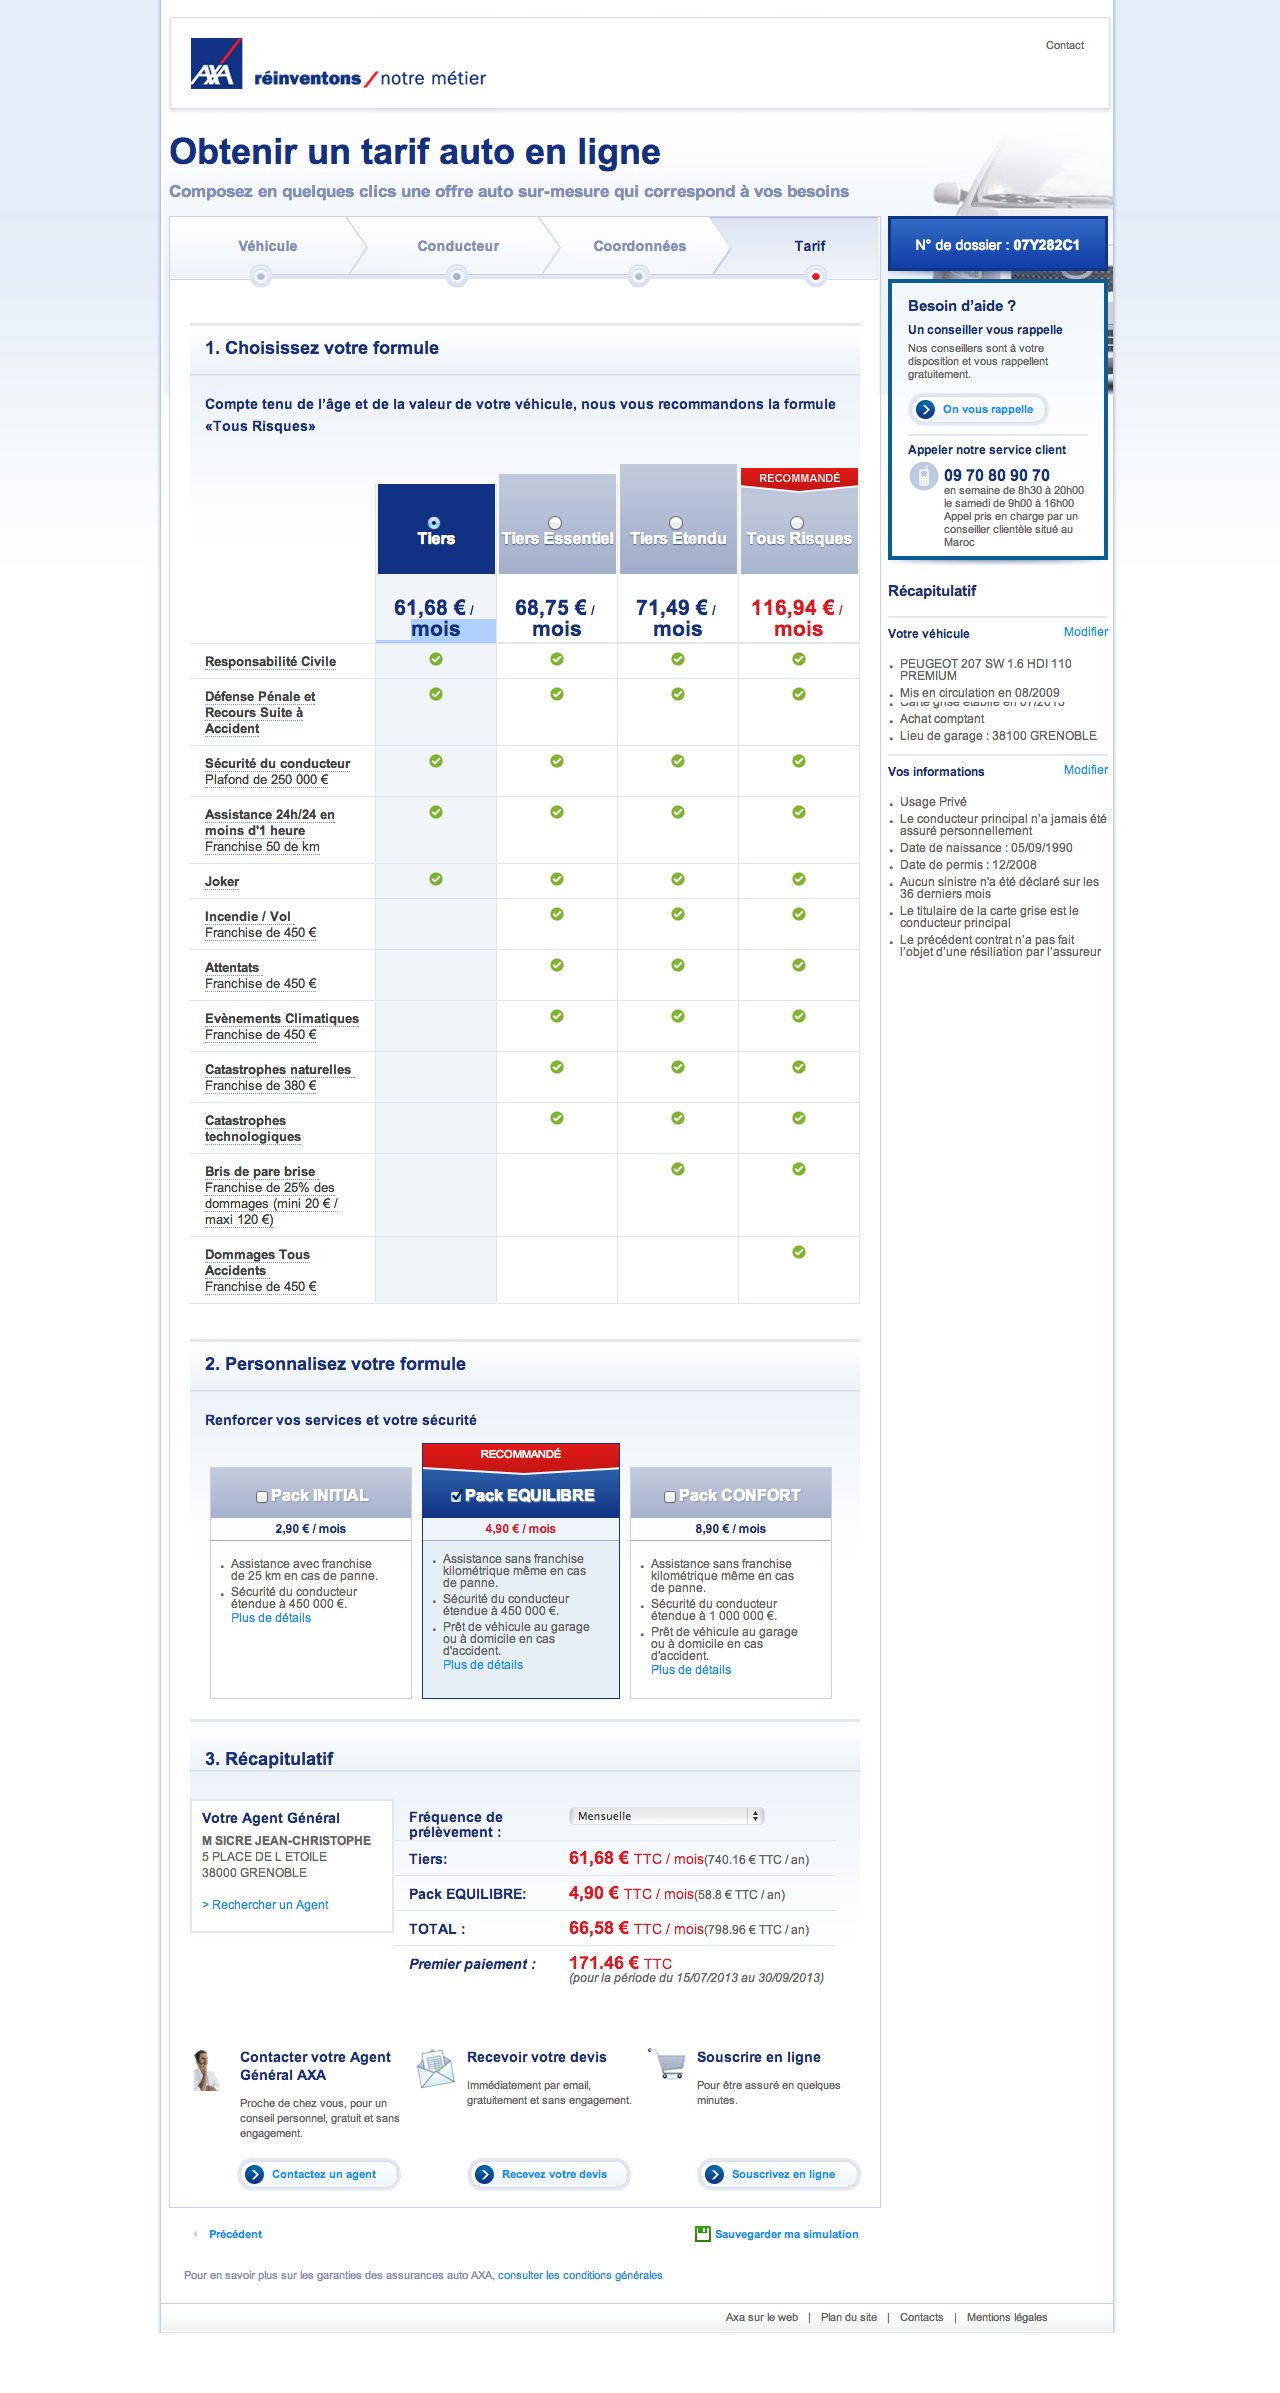 AXA
réinventons / notre métier
Contact
Obtenir un tarif auto en ligne
Composez en quelques clics une offre auto sur-mesure qui correspond à vos besoins
Véhicule
Conducteur
Coordonnées
Tarif
N° de dossier : 07Y282C1
Besoin d'aide ?
Un conseiller vous rappelle
Nos conseillers sont à votre
disposition et vous rappellent
gratuitement.
On vous rappelle
Appeler notre service client
09 70 80 90 70
en semaine de 8h30 à 20h00
le samedi de 9h00 à 16h00
Appel pris en charge par un
conseiller clientèle situé au
Maroc
Récapitulatif
Votre véhicule
Modifier
PEUGEOT 207 SW 1.6 HDI 110
PREMIUM
Mis en circulation en 08/2009
Carte grise établie en 07/2013
Achat comptant
Lieu de garage : 38100 GRENOBLE
Vos informations
Modifier
Usage Privé
Le conducteur principal n'a jamais été
assuré personnellement
Date de naissance : 05/09/1990
Date de permis : 12/2008
Aucun sinistre n'a été déclaré sur les
36 derniers mois
Le titulaire de la carte grise est le
conducteur principal
Le précédent contrat n'a pas fait
l'objet d'une résiliation par l'assureur
1. Choisissez votre formule
Compte tenu de l'âge et de la valeur de votre véhicule, nous vous recommandons la formule
«Tous Risques»
RECOMMANDÉ
Tiers
Tiers Essentiel
Tiers Etendu
Tous Risques
61,68 € /
mois
68,75 € /
mois
71,49 € /
mois
116,94 € /
mois
Responsabilité Civile
Défense Pénale et
Recours Suite à
Accident
Sécurité du conducteur
Plafond de 250 000 €
Assistance 24h/24 en
moins d'1 heure
Franchise 50 de km
Joker
Incendie / Vol
Franchise de 450 €
Attentats
Franchise de 450 €
Evènements Climatiques
Franchise de 450 €
Catastrophes naturelles
Franchise de 380 €
Catastrophes
technologiques
Bris de pare brise
Franchise de 25% des
dommages (mini 20 € /
maxi 120 €)
Dommages Tous
Accidents
Franchise de 450 €
2. Personnalisez votre formule
Renforcer vos services et votre sécurité
Pack INITIAL
2,90 € / mois
Assistance avec franchise
de 25 km en cas de panne.
Sécurité du conducteur
étendue à 450 000 €.
Plus de détails
RECOMMANDÉ
Pack EQUILIBRE
4,90 € / mois
Assistance sans franchise
kilométrique même en cas
de panne.
Sécurité du conducteur
étendue à 450 000 €.
Prêt de véhicule au garage
ou à domicile en cas
d'accident.
Plus de détails
Pack CONFORT
8,90 € / mois
Assistance sans franchise
kilométrique même en cas
de panne.
Sécurité du conducteur
étendue à 1 000 000 €.
Prêt de véhicule au garage
ou à domicile en cas
d'accident.
Plus de détails
3. Récapitulatif
Votre Agent Général
M SICRE JEAN-CHRISTOPHE
5 PLACE DE L ETOILE
38000 GRENOBLE
> Rechercher un Agent
Fréquence de
prélèvement :
Mensuelle
Tiers: 61,68 € TTC / mois(740.16 € TTC / an)
Pack EQUILIBRE: 4,90 € TTC / mois(58.8 € TTC / an)
TOTAL : 66,58 € TTC / mois(798.96 € TTC / an)
Premier paiement : 171.46 € TTC
(pour la période du 15/07/2013 au 30/09/2013)
Contacter votre Agent
Général AXA
Proche de chez vous, pour un
conseil personnel, gratuit et sans
engagement.
Contactez un agent
Recevoir votre devis
Immédiatement par email,
gratuitement et sans engagement.
Recevez votre devis
Souscrire en ligne
Pour être assuré en quelques
minutes.
Souscrivez en ligne
Précédent
Sauvegarder ma simulation
Pour en savoir plus sur les garanties des assurances auto AXA, consulter les conditions générales
Axa sur le web | Plan du site | Contacts | Mentions légales